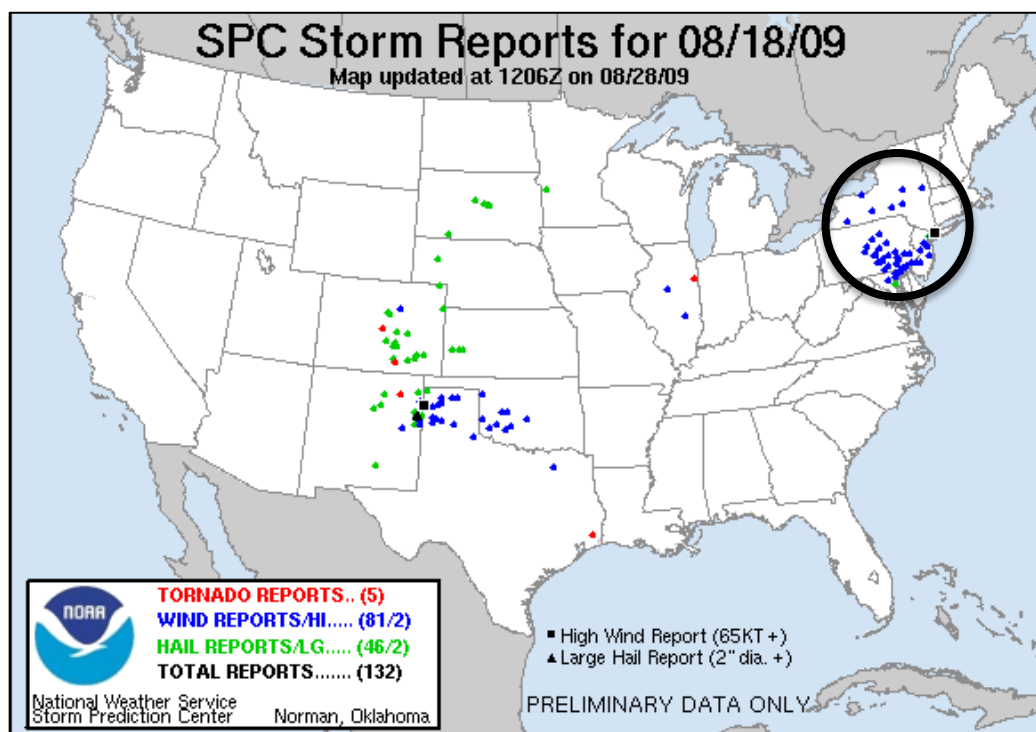 SPC Storm Reports for 08/18/09
Map updated at 1206Z on 08/28/09
NOAA
TORNADO REPORTS.. (5)
WIND REPORTS/HI..... (81/2)
HAIL REPORTS/LG..... (46/2)
TOTAL REPORTS....... (132)
National Weather Service
Storm Prediction Center Norman, Oklahoma
High Wind Report (65KT +)
Large Hail Report (2" dia. +)
PRELIMINARY DATA ONLY